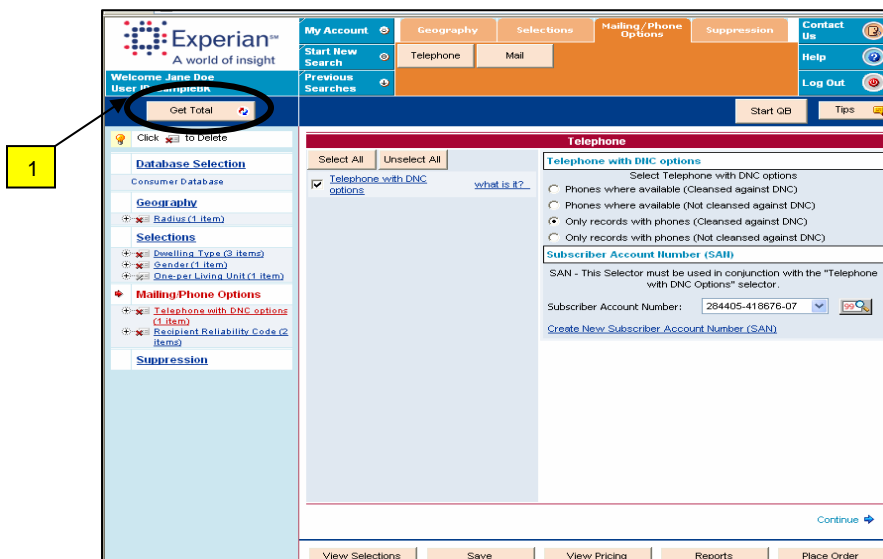 1
Experian℠
A world of insight
Welcome Jane Doe
User ID SampleBK
My Account
Start New Search
Previous Searches
Geography
Selections
Mailing/Phone Options
Suppression
Contact Us
Help
Log Out
Telephone
Mail
Get Total
Start QB
Tips
Click to Delete
Database Selection
Consumer Database
Geography
Radius (1 item)
Selections
Dwelling Type (3 items)
Gender (1 item)
One-per Living Unit (1 item)
Mailing/Phone Options
Telephone with DNC options
(1 item)
Recipient Reliability Code (2
items)
Suppression
Telephone
Select All
Unselect All
Telephone with DNC
options
what is it?
Telephone with DNC options
Select Telephone with DNC options
Phones where available (Cleansed against DNC)
Phones where available (Not cleansed against DNC)
Only records with phones (Cleansed against DNC)
Only records with phones (Not cleansed against DNC)
Subscriber Account Number (SAN)
SAN - This Selector must be used in conjunction with the "Telephone
with DNC Options" selector.
Subscriber Account Number:
284405-418676-07
99
Create New Subscriber Account Number (SAN)
Continue
View Selections
Save
View Pricing
Reports
Place Order